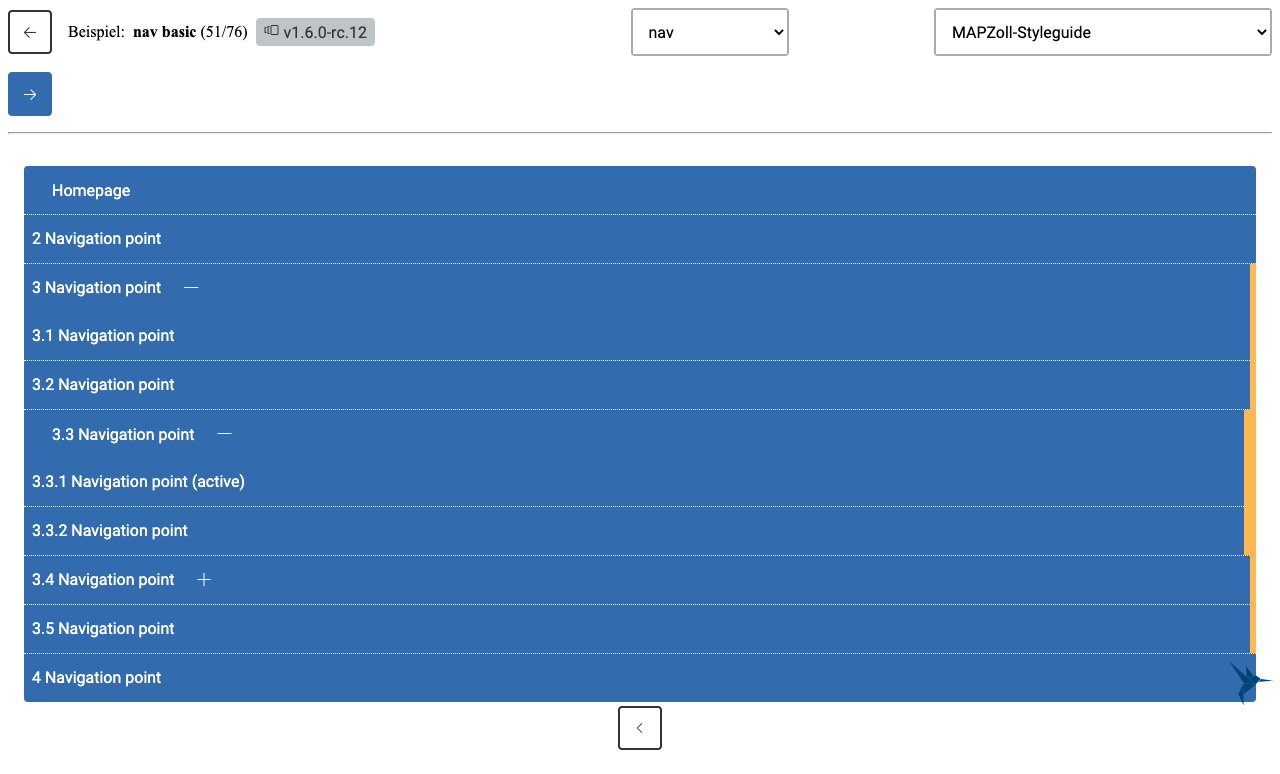 Beispiel: nav basic (51/76) v1.6.0-rc.12 nav MAPZoll-Styleguide
Homepage
2 Navigation point
3 Navigation point
3.1 Navigation point
3.2 Navigation point
3.3 Navigation point
3.3.1 Navigation point (active)
3.3.2 Navigation point
3.4 Navigation point
3.5 Navigation point
4 Navigation point